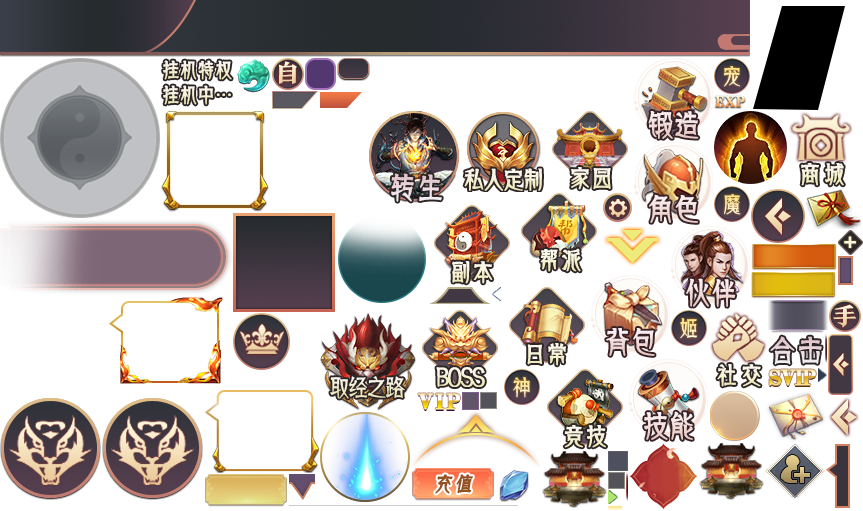 挂机特权
挂机中…
自
宠
EXP
锻造
转生
私人定制
家园
商城
角色
魔
副本
帮
帮派
伙伴
日常
背包
姬
手
社交
合击
SVIP
取经之路
BOSS
VIP
神
竞技
技能
充值